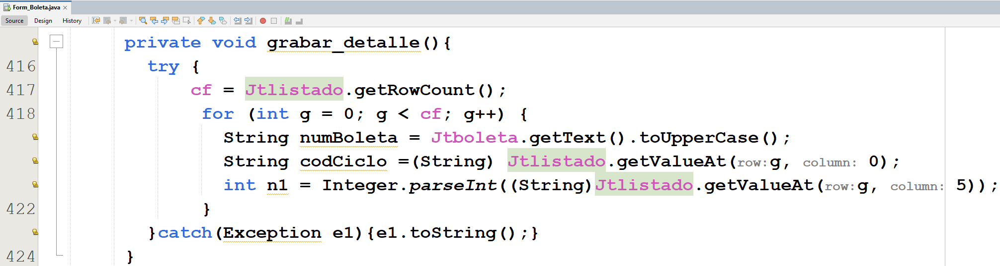 Form_Boleta.java ×
Source Design History
private void grabar_detalle(){
416 try {
417 cf = Jtlistado.getRowCount();
418 for (int g = 0; g < cf; g++) {
String numBoleta = Jtboleta.getText().toUpperCase();
String codCiclo =(String) Jtlistado.getValueAt(row:g, column: 0);
int n1 = Integer.parseInt((String)Jtlistado.getValueAt(row:g, column: 5));
422 }
}catch(Exception e1){e1.toString();}
424 }